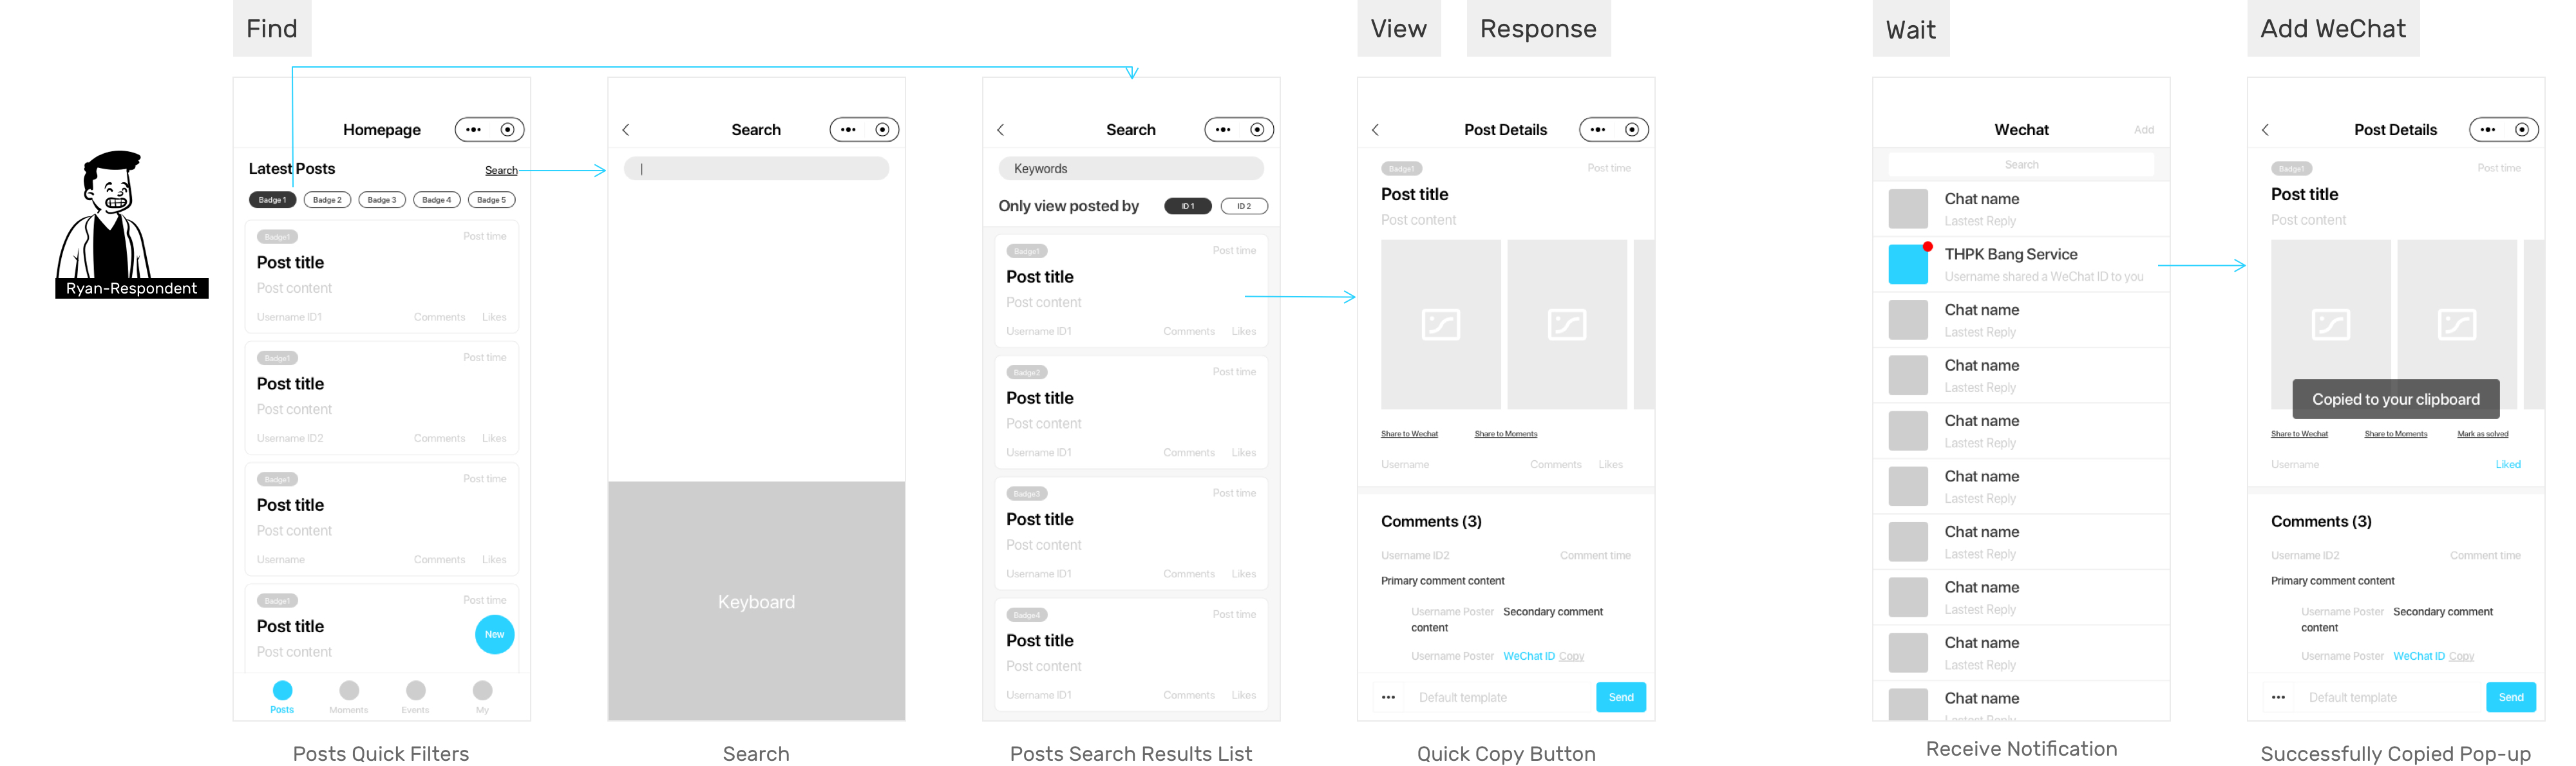 Find
View
Response
Wait
Add WeChat
Ryan-Respondent
Homepage
Latest Posts
Search
Badge 1
Badge 2
Badge 3
Badge 4
Badge 5
Badge1
Post time
Post title
Post content
Username ID1
Comments
Likes
Badge1
Post time
Post title
Post content
Username ID2
Comments
Likes
Badge1
Post time
Post title
Post content
Username
Comments
Likes
Badge1
Post time
Post title
Post content
New
Posts
Moments
Events
My
Posts Quick Filters
Search
Keyboard
Search
Search
Keywords
Only view posted by
ID 1
ID 2
Badge1
Post time
Post title
Post content
Username ID1
Comments
Likes
Badge2
Post time
Post title
Post content
Username ID1
Comments
Likes
Badge3
Post time
Post title
Post content
Username ID1
Comments
Likes
Badge4
Post time
Post title
Post content
Username ID1
Comments
Likes
Posts Search Results List
Post Details
Badge1
Post time
Post title
Post content
Share to Wechat
Share to Moments
Username
Comments
Likes
Comments (3)
Username ID2
Comment time
Primary comment content
Username Poster Secondary comment
content
Username Poster WeChat ID Copy
Default template
Send
Quick Copy Button
Wechat
Add
Search
Chat name
Lastest Reply
THPK Bang Service
Username shared a WeChat ID to you
Chat name
Lastest Reply
Chat name
Lastest Reply
Chat name
Lastest Reply
Chat name
Lastest Reply
Chat name
Lastest Reply
Chat name
Lastest Reply
Chat name
Lastest Reply
Chat name
Lastest Reply
Receive Notification
Post Details
Badge1
Post time
Post title
Post content
Copied to your clipboard
Share to Wechat
Share to Moments
Mark as solved
Username
Liked
Comments (3)
Username ID2
Comment time
Primary comment content
Username Poster Secondary comment
content
Username Poster WeChat ID Copy
Default template
Send
Successfully Copied Pop-up